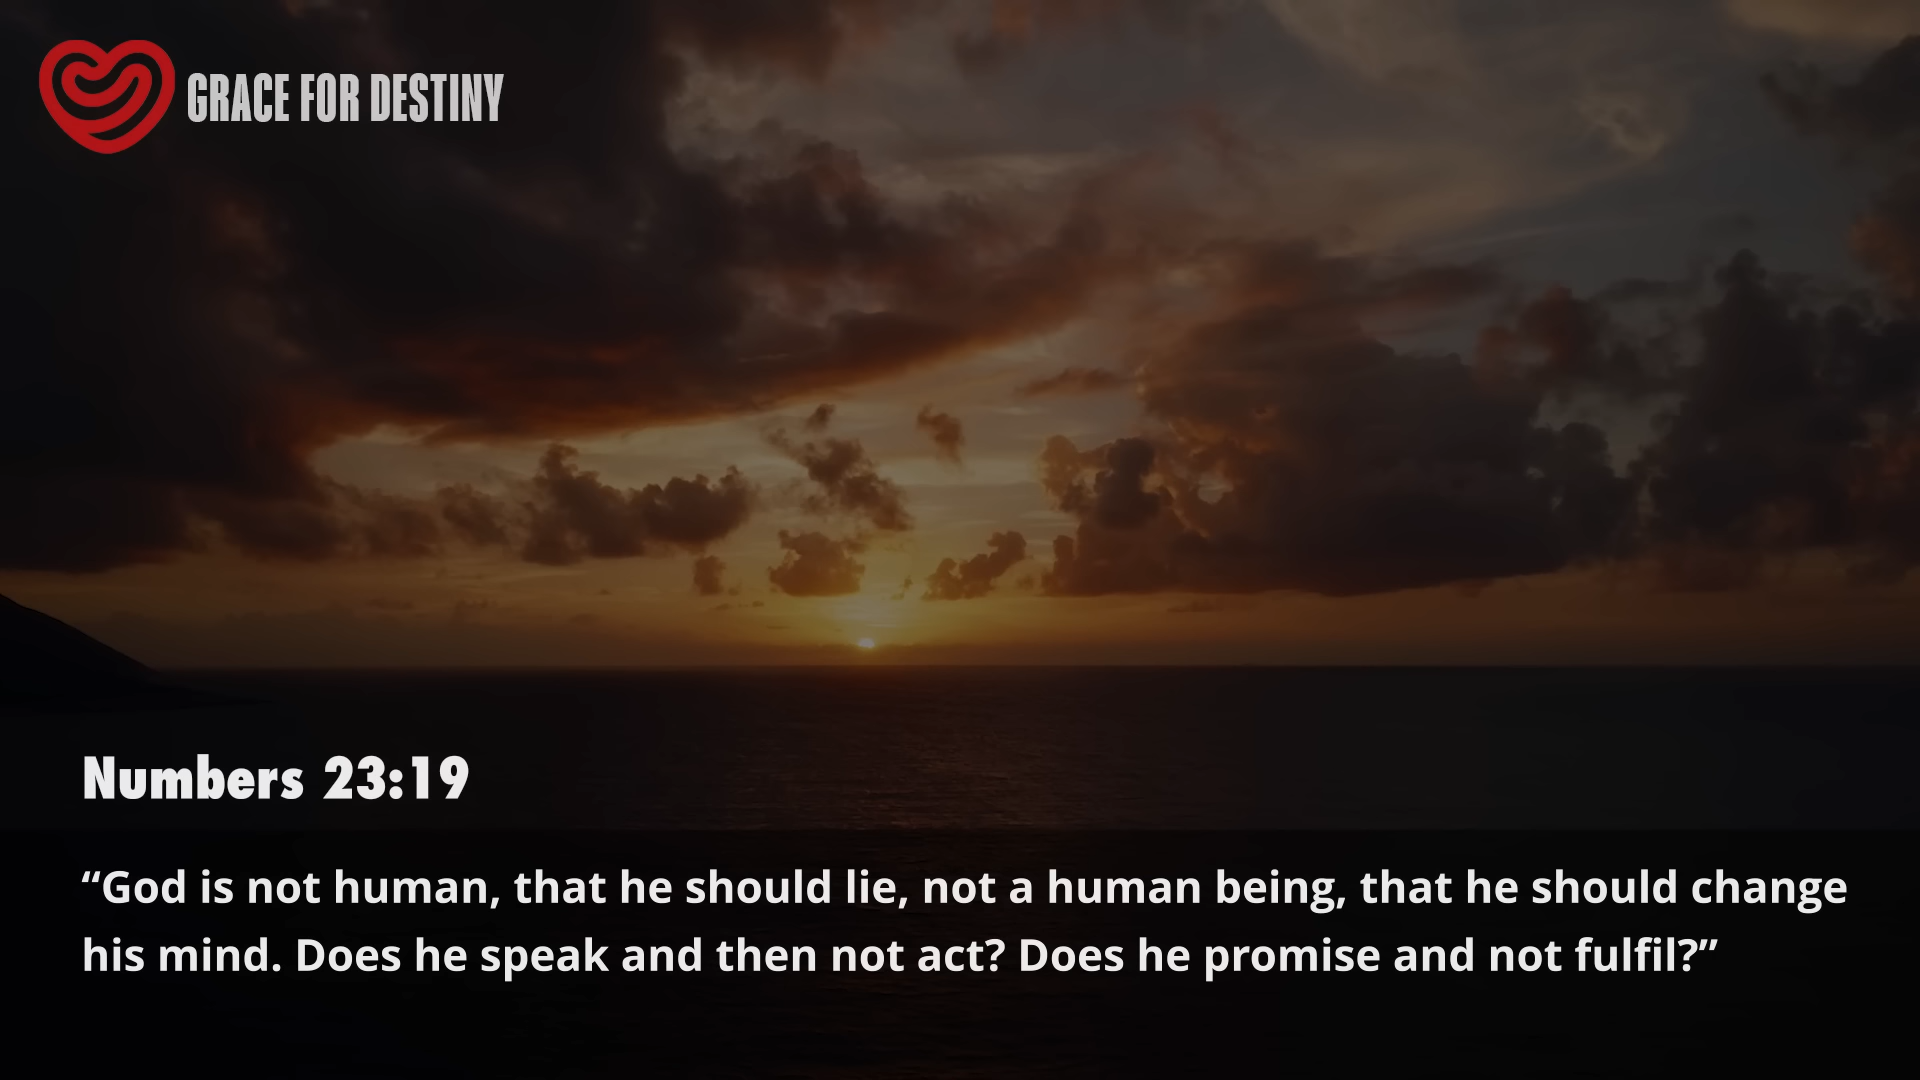 GRACE FOR DESTINY
Numbers 23:19
“God is not human, that he should lie, not a human being, that he should change
his mind. Does he speak and then not act? Does he promise and not fulfil?”